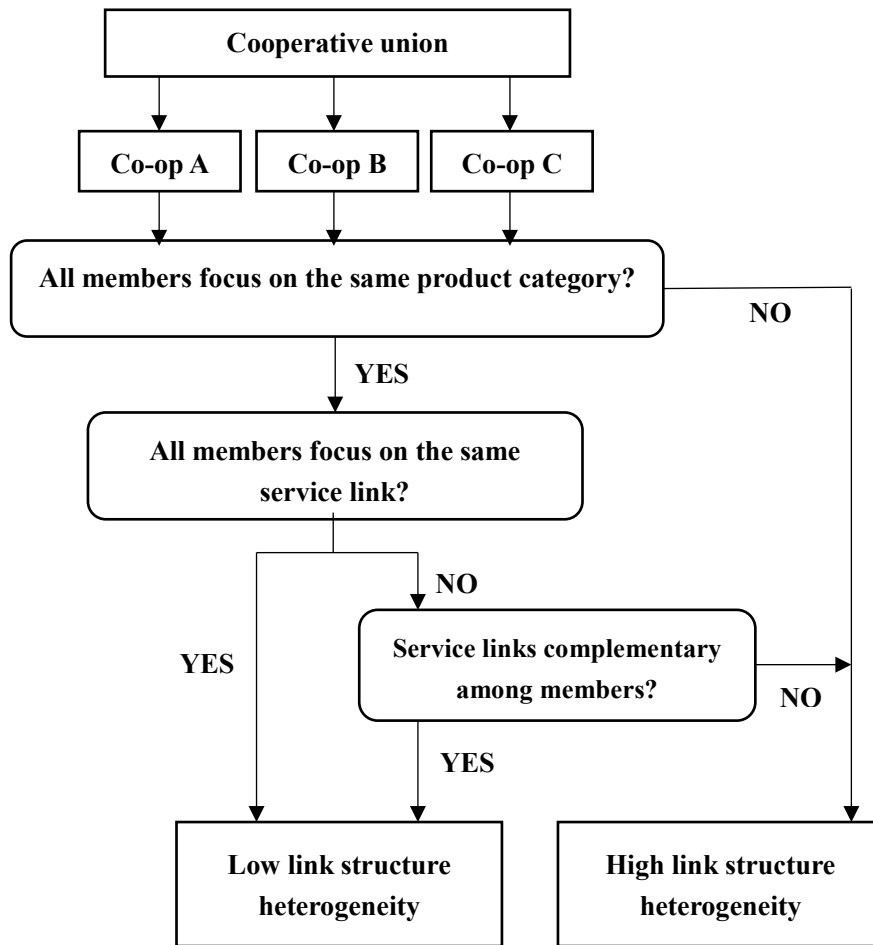 Cooperative union
Co-op A
Co-op B
Co-op C
All members focus on the same product category?
NO
YES
All members focus on the same
service link?
NO
YES
Service links complementary
among members?
NO
YES
Low link structure
heterogeneity
High link structure
heterogeneity